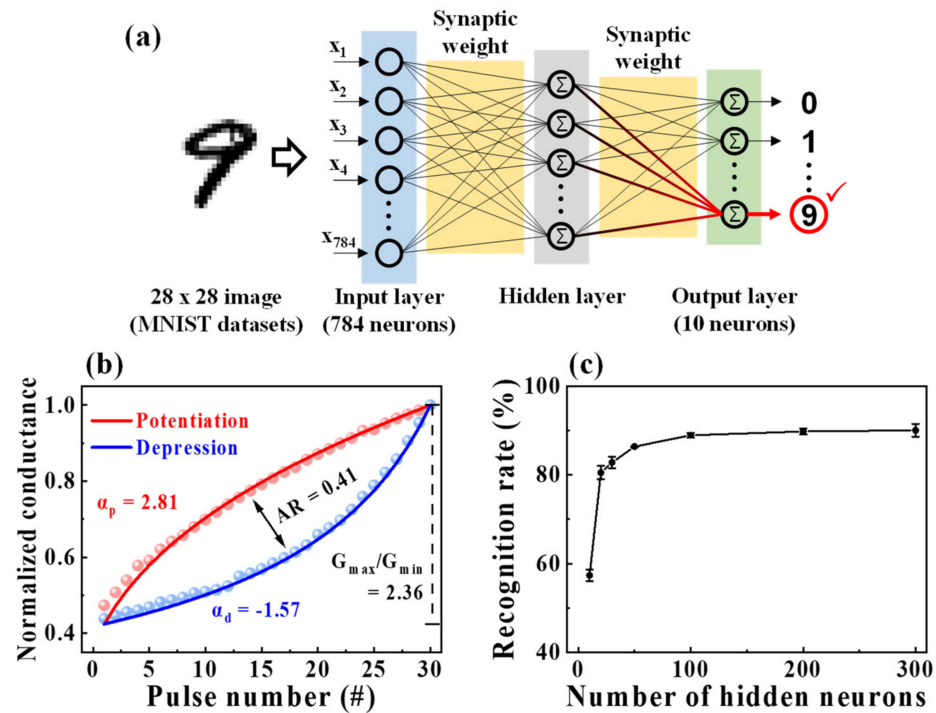 (a)
Synaptic
weight
Synaptic
weight
x1
x2
x3
x4
x784
Σ
Σ
Σ
Σ
Σ
Σ
Σ
0
1
9
✓
28 x 28 image
(MNIST datasets)
Input layer
(784 neurons)
Hidden layer
Output layer
(10 neurons)
(b)
Normalized conductance
1.0
0.8
0.6
0.4
Potentiation
Depression
αp = 2.81
AR = 0.41
Gmax/Gmin
= 2.36
αd = -1.57
0 5 10 15 20 25 30
Pulse number (#)
(c)
Recognition rate (%)
100
80
60
40
0 100 200 300
Number of hidden neurons